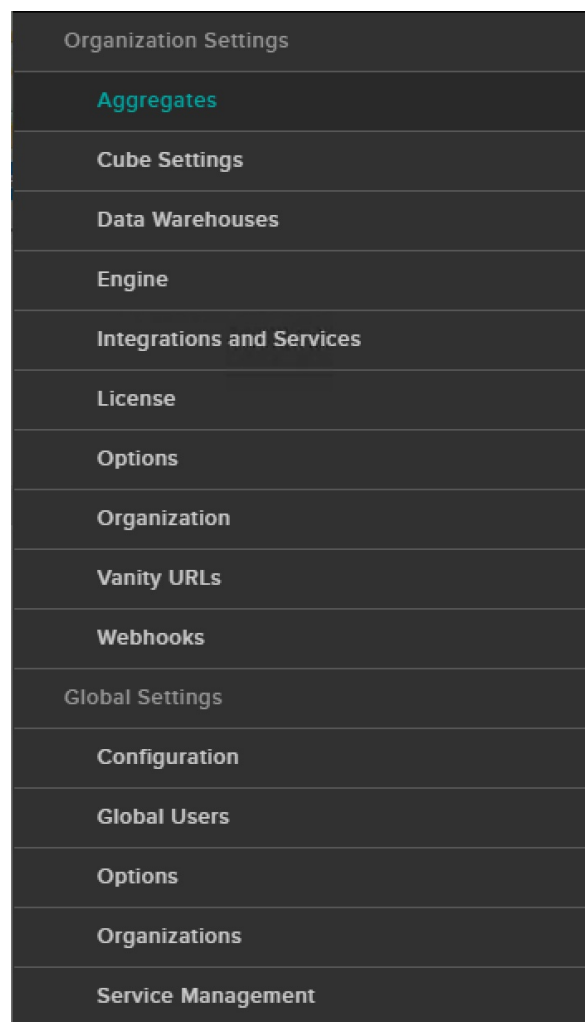 Organization Settings
Aggregates
Cube Settings
Data Warehouses
Engine
Integrations and Services
License
Options
Organization
Vanity URLs
Webhooks
Global Settings
Configuration
Global Users
Options
Organizations
Service Management